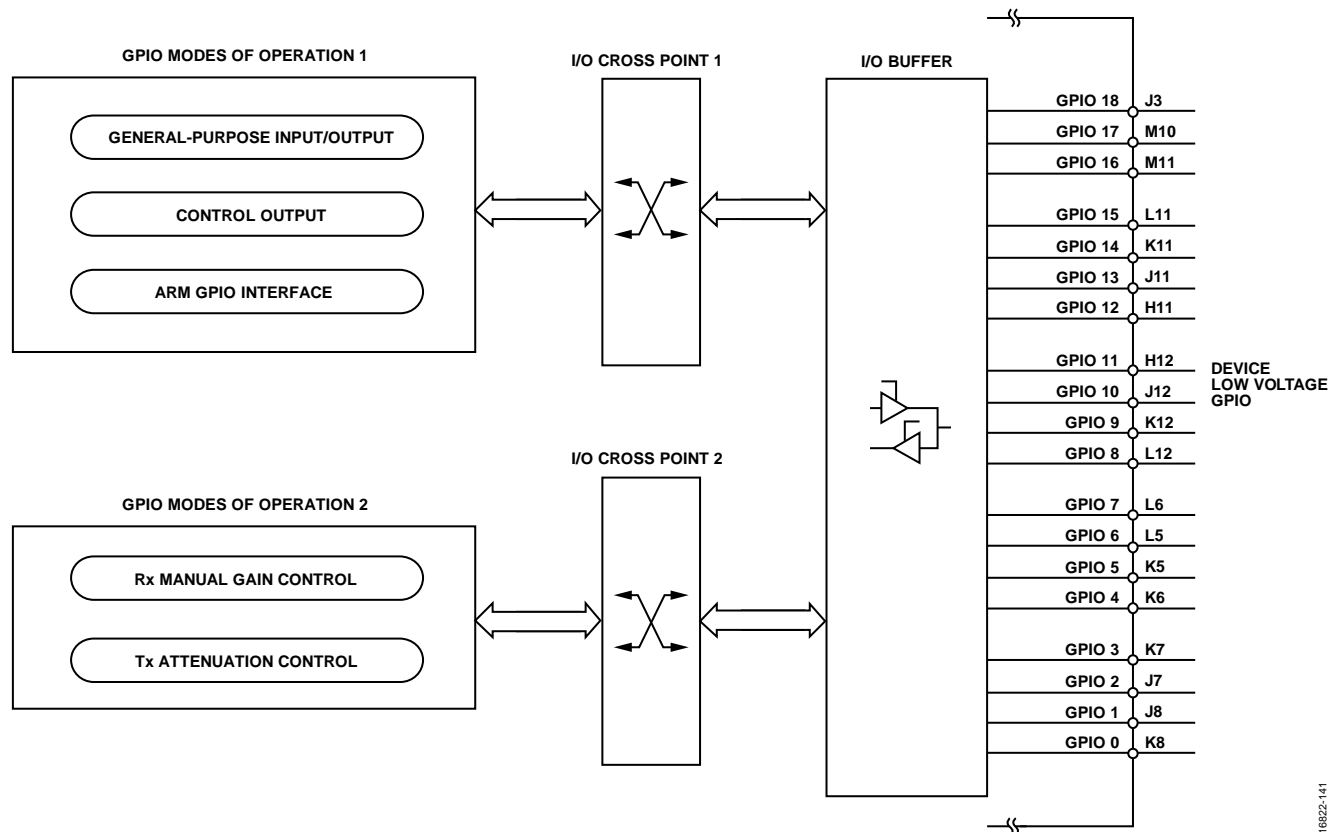 GPIO MODES OF OPERATION 1
GENERAL-PURPOSE INPUT/OUTPUT
CONTROL OUTPUT
ARM GPIO INTERFACE
I/O CROSS POINT 1
GPIO MODES OF OPERATION 2
Rx MANUAL GAIN CONTROL
Tx ATTENUATION CONTROL
I/O CROSS POINT 2
I/O BUFFER
GPIO 18 J3
GPIO 17 M10
GPIO 16 M11
GPIO 15 L11
GPIO 14 K11
GPIO 13 J11
GPIO 12 H11
GPIO 11 H12
GPIO 10 J12
GPIO 9 K12
GPIO 8 L12
GPIO 7 L6
GPIO 6 L5
GPIO 5 K5
GPIO 4 K6
GPIO 3 K7
GPIO 2 J7
GPIO 1 J8
GPIO 0 K8
DEVICE
LOW VOLTAGE
GPIO
16822-141